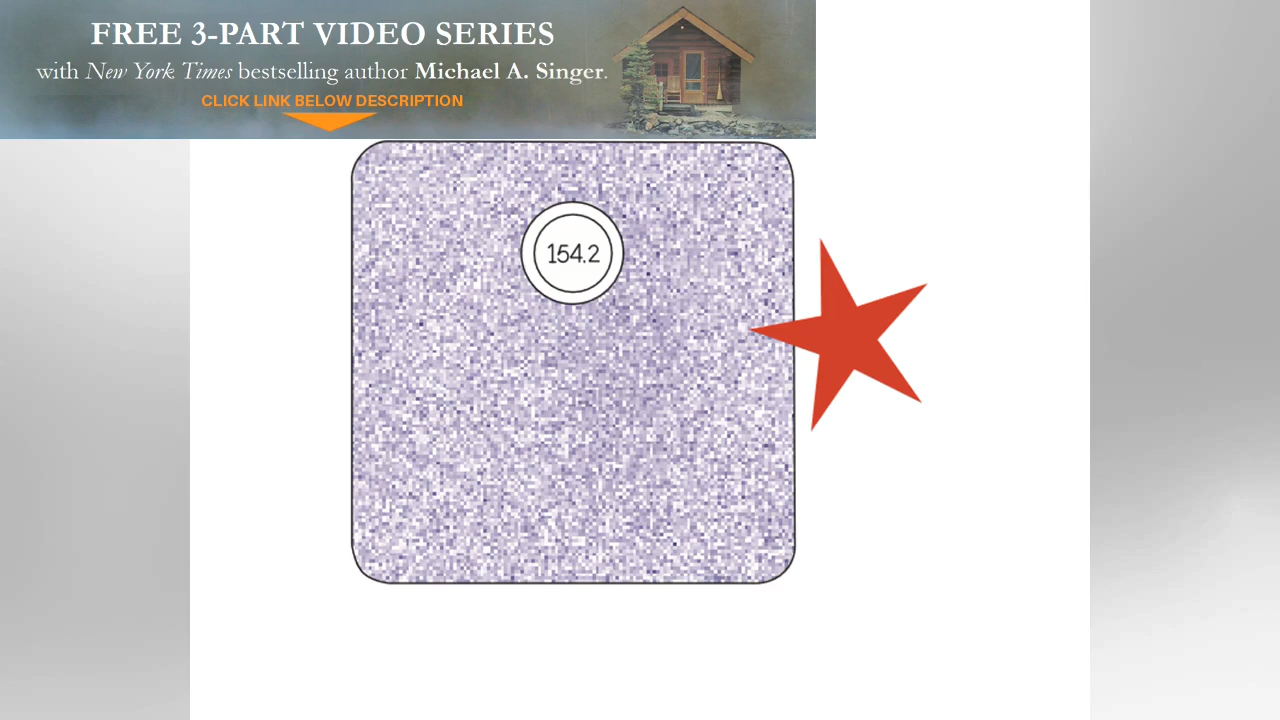 FREE 3-PART VIDEO SERIES
with New York Times bestselling author Michael A. Singer.
CLICK LINK BELOW DESCRIPTION
154.2